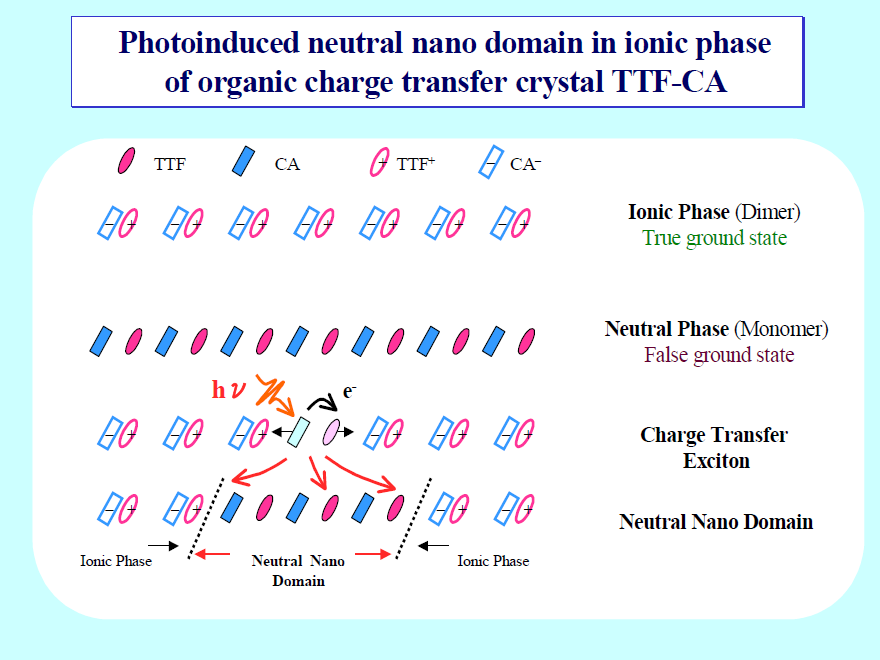 Photoinduced neutral nano domain in ionic phase
of organic charge transfer crystal TTF-CA
TTF CA TTF⁺ CA⁻
− + − + − + − + − + − + − +
Ionic Phase (Dimer)
True ground state
Neutral Phase (Monomer)
False ground state
hν e⁻
− + − + − + − + − + − +
Charge Transfer
Exciton
− + − + − + − +
Neutral Nano Domain
Ionic Phase Neutral Nano Ionic Phase
Domain